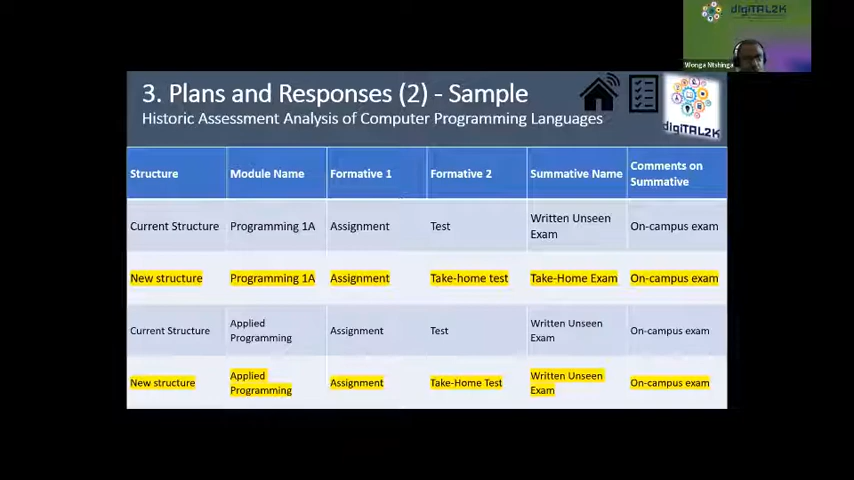 digiTAL2K
Wonga Ntshinga
3. Plans and Responses (2) - Sample
Historic Assessment Analysis of Computer Programming Languages
digiTAL2K
Structure Module Name Formative 1 Formative 2 Summative Name Comments on
Summative
Current Structure Programming 1A Assignment Test Written Unseen
Exam On-campus exam
New structure Programming 1A Assignment Take-home test Take-Home Exam On-campus exam
Current Structure Applied
Programming Assignment Test Written Unseen
Exam On-campus exam
New structure Applied
Programming Assignment Take-Home Test Written Unseen
Exam On-campus exam